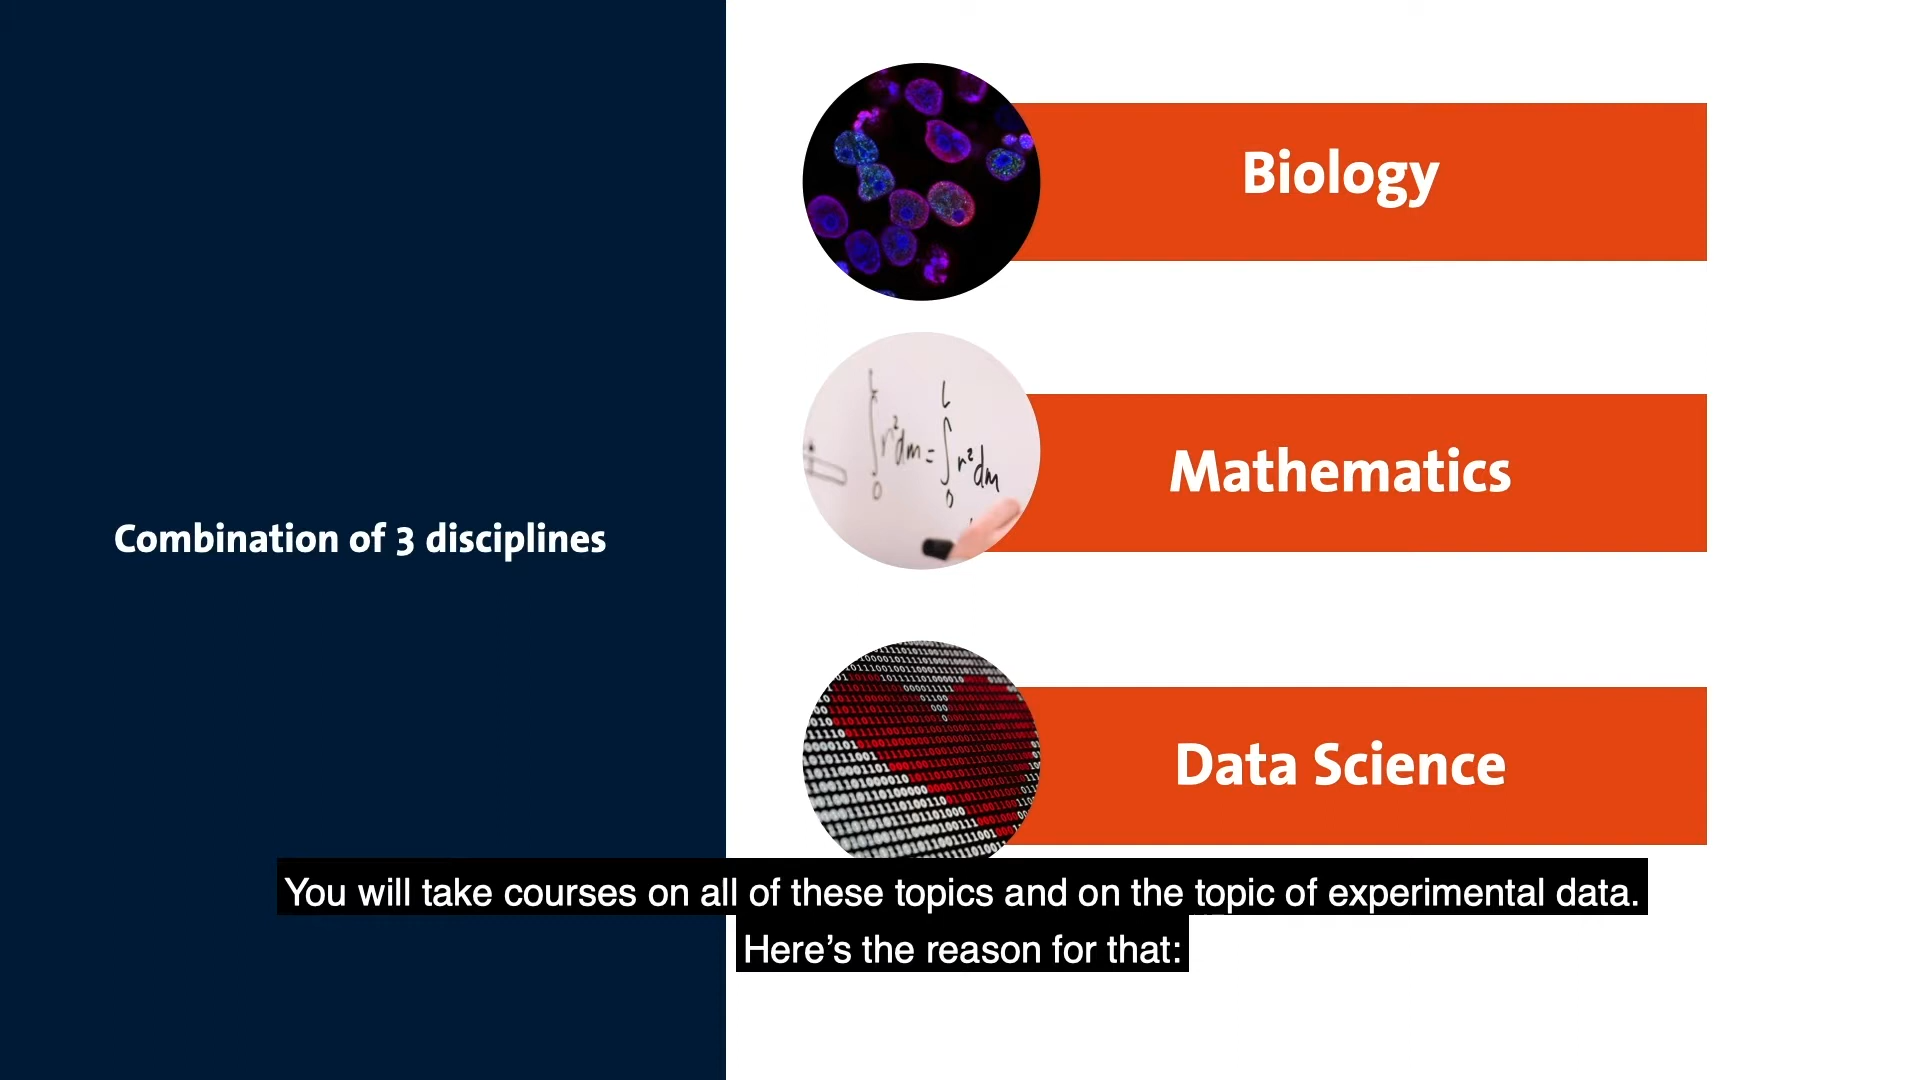 Combination of 3 disciplines
Biology
Mathematics
Data Science
You will take courses on all of these topics and on the topic of experimental data.
Here’s the reason for that: